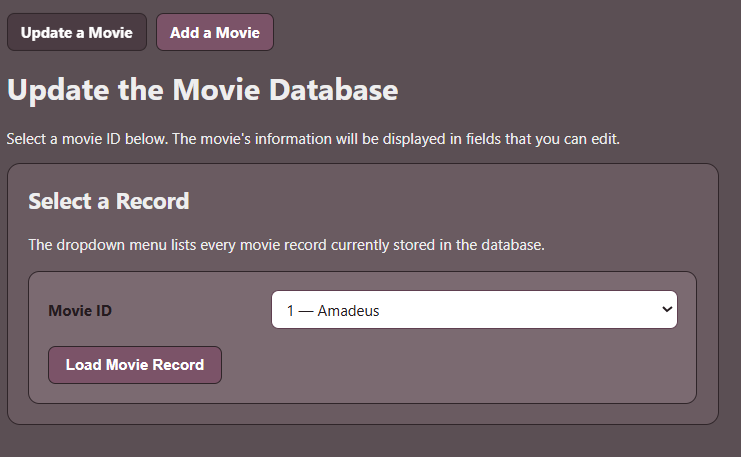 Update a Movie Add a Movie
Update the Movie Database
Select a movie ID below. The movie's information will be displayed in fields that you can edit.
Select a Record
The dropdown menu lists every movie record currently stored in the database.
Movie ID 1 — Amadeus
Load Movie Record